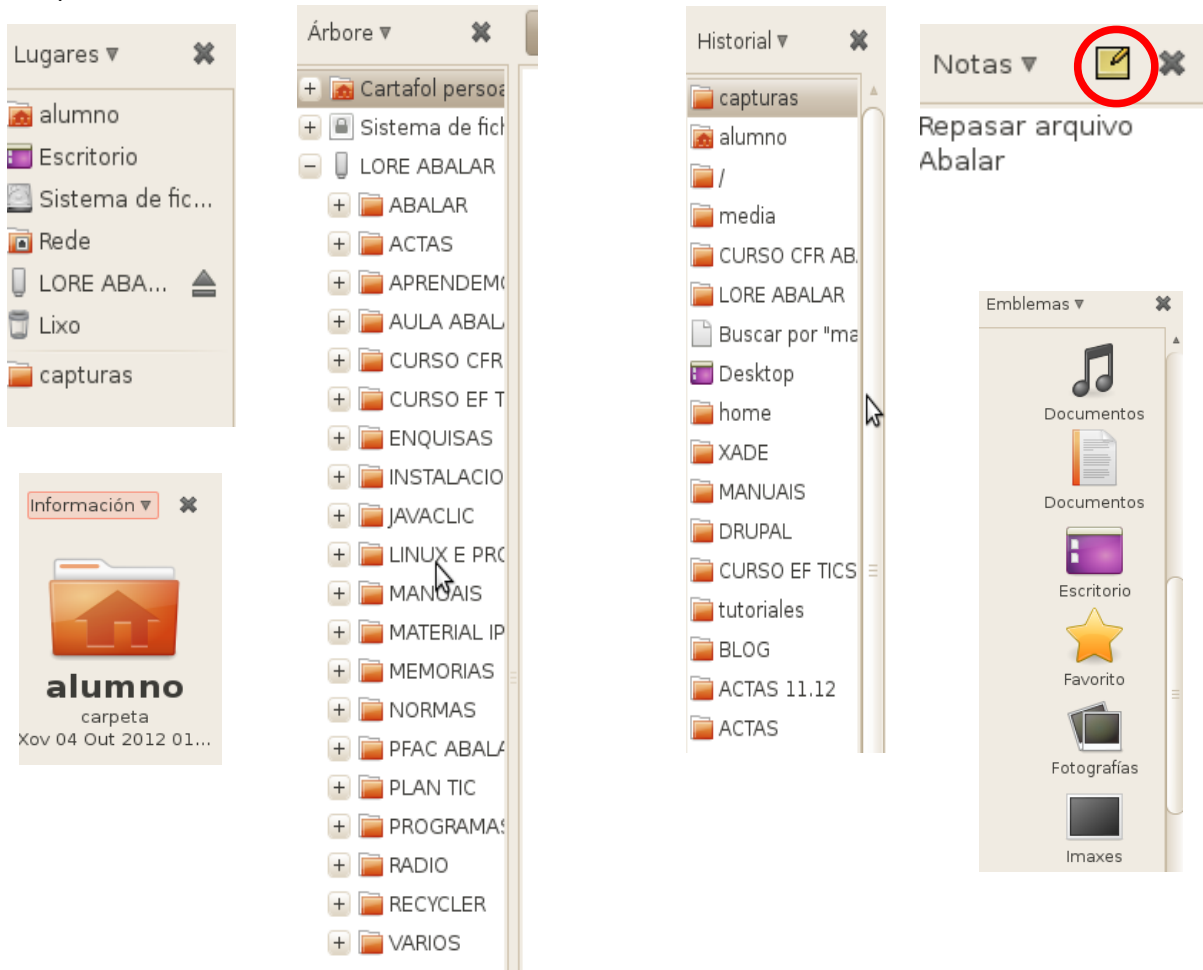 Lugares
alumno
Escritorio
Sistema de fic...
Rede
LORE ABA...
Lixo
capturas
Información
alumno
carpeta
Xov 04 Out 2012 01...
Árbore
Cartafol persoa
Sistema de fich
LORE ABALAR
ABALAR
ACTAS
APRENDEMO
AULA ABALA
CURSO CFR
CURSO EF T
ENQUISAS
INSTALACIO
JAVACLIC
LINUX E PRO
MANUAIS
MATERIAL IP
MEMORIAS
NORMAS
PFAC ABALA
PLAN TIC
PROGRAMAS
RADIO
RECYCLER
VARIOS
Historial
capturas
alumno
/
media
CURSO CFR AB.
LORE ABALAR
Buscar por "ma
Desktop
home
XADE
MANUAIS
DRUPAL
CURSO EF TICS
tutoriales
BLOG
ACTAS 11.12
ACTAS
Notas
Repasar arquivo
Abalar
Emblemas
Documentos
Documentos
Escritorio
Favorito
Fotografías
Imaxes